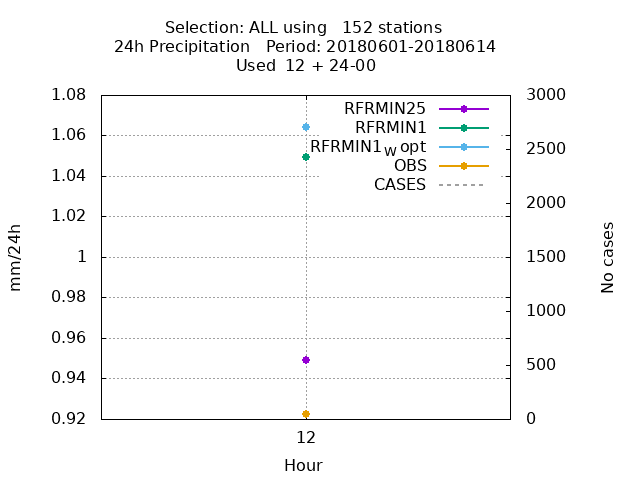 Selection: ALL using   152 stations
24h Precipitation   Period: 20180601-20180614
Used  12 + 24-00
1.08
1.06
1.04
1.02
1
0.98
0.96
0.94
0.92
mm/24h
RFRMIN25
RFRMIN1
RFRMIN1_W opt
OBS
CASES
3000
2500
2000
1500
1000
500
0
No cases
12
Hour